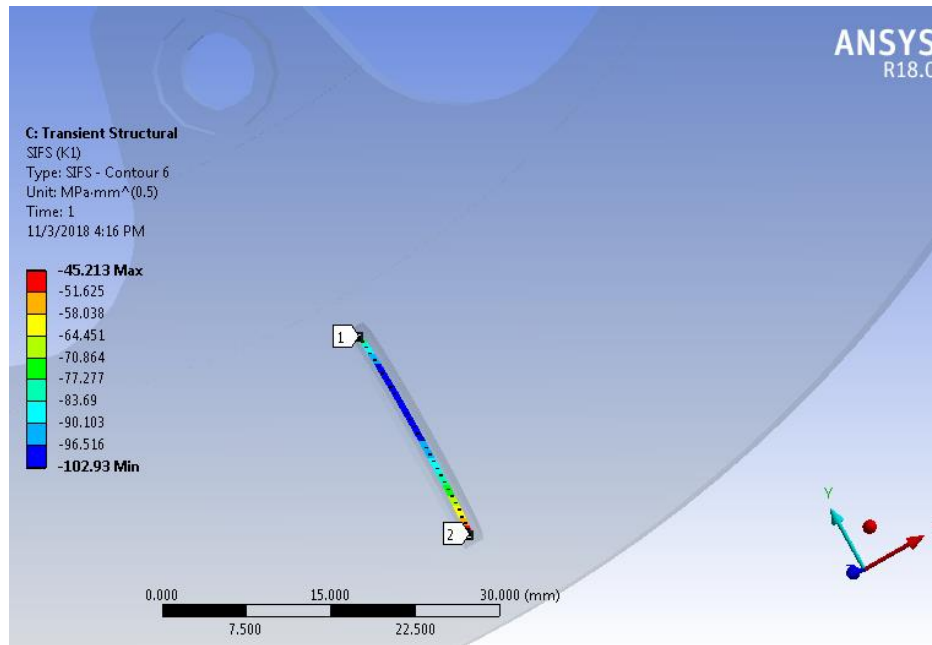 ANSYS
R18.0
C: Transient Structural
SIFS (K1)
Type: SIFS - Contour 6
Unit: MPa·mm^(0.5)
Time: 1
11/3/2018 4:16 PM
-45.213 Max
-51.625
-58.038
-64.451
-70.864
-77.277
-83.69
-90.103
-96.516
-102.93 Min
1
2
Y
0.000 15.000 30.000 (mm)
7.500 22.500